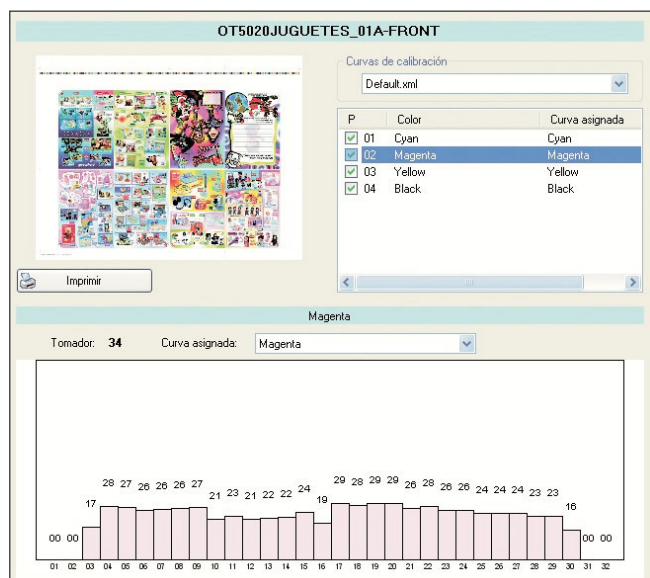 OT5020JUGUETES_01A-FRONT
Curvas de calibración
Default.xml
P Color Curva asignada
01 Cyan Cyan
02 Magenta Magenta
03 Yellow Yellow
04 Black Black
Imprimir
Magenta
Tomador: 34 Curva asignada: Magenta
00 00 17 28 27 26 26 26 27 21 23 21 22 22 24 19 29 28 29 29 26 28 26 26 24 24 24 23 23 16 00 00
01 02 03 04 05 06 07 08 09 10 11 12 13 14 15 16 17 18 19 20 21 22 23 24 25 26 27 28 29 30 31 32